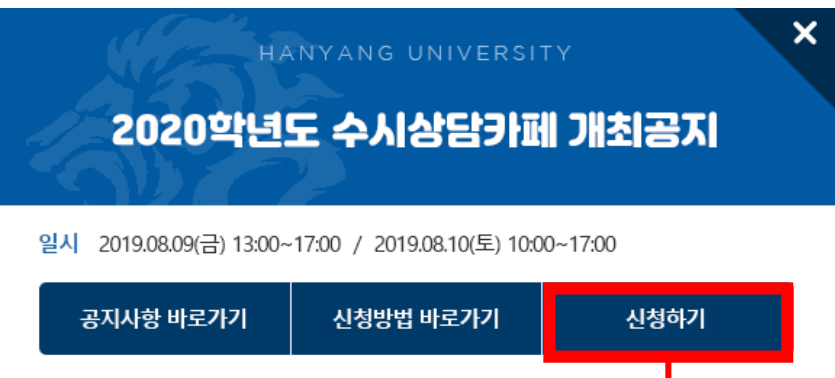 HANYANG UNIVERSITY
2020학년도 수시상담카페 개최공지
일시 2019.08.09(금) 13:00~17:00 / 2019.08.10(토) 10:00~17:00
공지사항 바로가기 신청방법 바로가기 신청하기